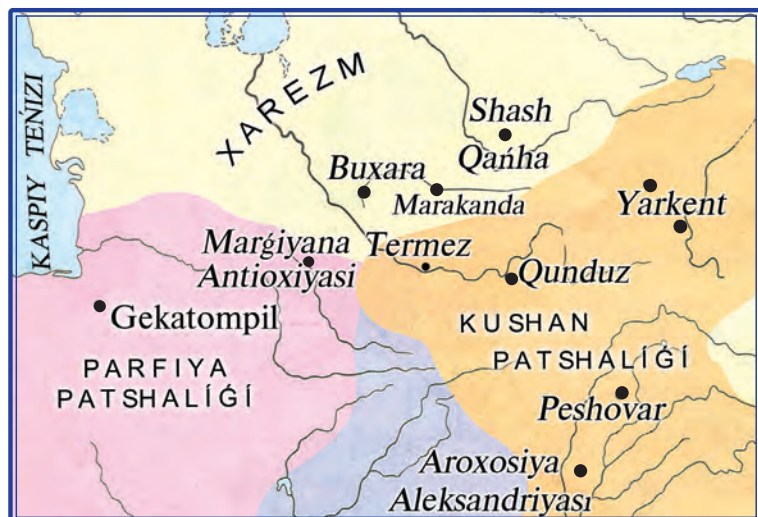 KASPIY TEŃIZI
XAREZM
Shash
Qańha
Buxara
Marakanda
Yarkent
Marǵiyana
Antioxiyasi
Termez
Qunduz
Gekatompil
KUSHAN
PATSHALÍǴÍ
PARFIYA
PATSHALÍǴÍ
Peshovar
Aroxosiya
Aleksandriyası